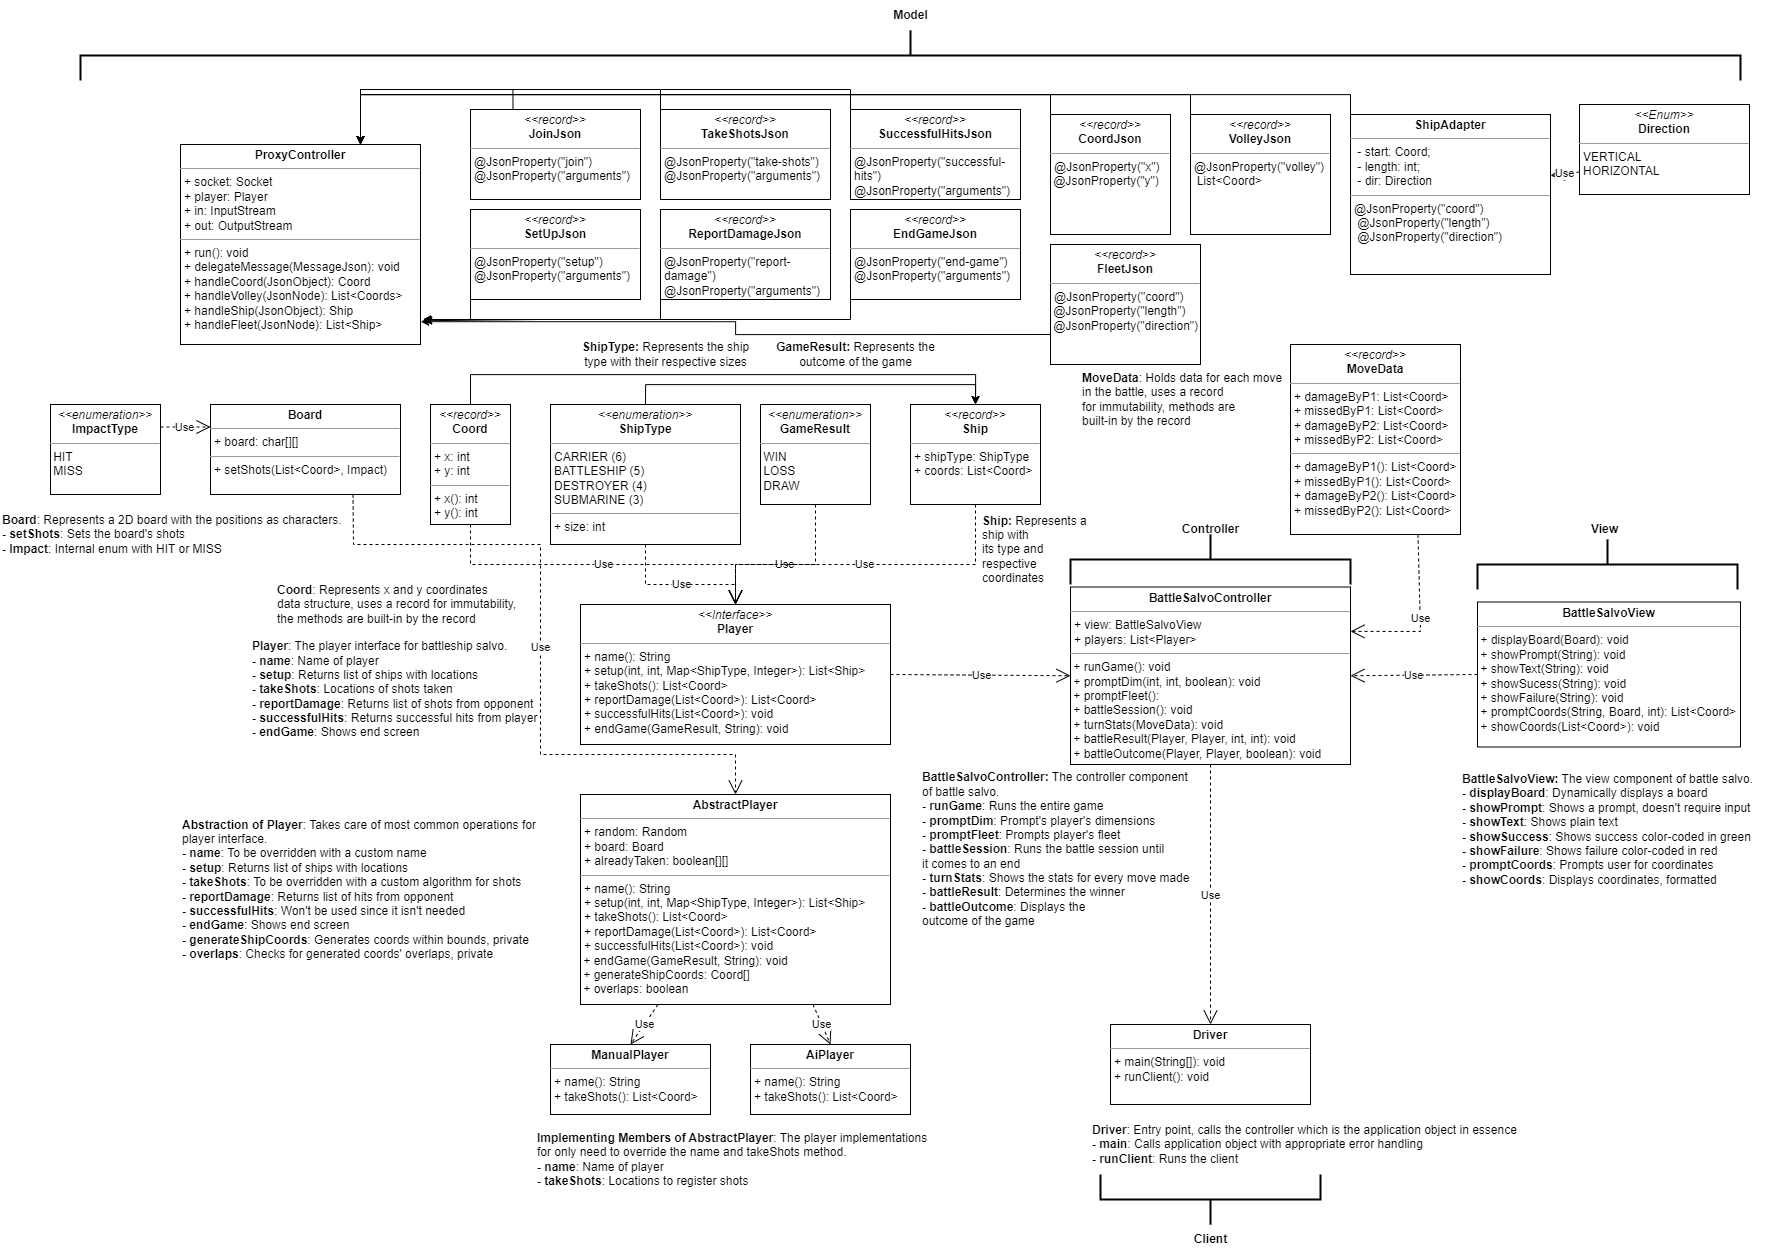 Model
ProxyController
+ socket: Socket
+ player: Player
+ in: InputStream
+ out: OutputStream
+ run(): void
+ delegateMessage(MessageJson): void
+ handleCoord(JsonObject): Coord
+ handleVolley(JsonNode): List<Coords>
+ handleShip(JsonObject): Ship
+ handleFleet(JsonNode): List<Ship>
<<record>>
JoinJson
@JsonProperty("join")
@JsonProperty("arguments")
<<record>>
TakeShotsJson
@JsonProperty("take-shots")
@JsonProperty("arguments")
<<record>>
SuccessfulHitsJson
@JsonProperty("successful-
hits")
@JsonProperty("arguments")
<<record>>
CoordJson
@JsonProperty("x")
@JsonProperty("y")
<<record>>
VolleyJson
@JsonProperty("volley")
List<Coord>
ShipAdapter
- start: Coord;
- length: int;
- dir: Direction
@JsonProperty("coord")
@JsonProperty("length")
@JsonProperty("direction")
Use
<<Enum>>
Direction
VERTICAL
HORIZONTAL
<<record>>
SetUpJson
@JsonProperty("setup")
@JsonProperty("arguments")
<<record>>
ReportDamageJson
@JsonProperty("report-
damage")
@JsonProperty("arguments")
<<record>>
EndGameJson
@JsonProperty("end-game")
@JsonProperty("arguments")
<<record>>
FleetJson
@JsonProperty("coord")
@JsonProperty("length")
@JsonProperty("direction")
ShipType: Represents the ship
type with their respective sizes
GameResult: Represents the
outcome of the game
MoveData: Holds data for each move
in the battle, uses a record
for immutability, methods are
built-in by the record
<<record>>
MoveData
+ damageByP1: List<Coord>
+ missedByP1: List<Coord>
+ damageByP2: List<Coord>
+ missedByP2: List<Coord>
+ damageByP1(): List<Coord>
+ missedByP1(): List<Coord>
+ damageByP2(): List<Coord>
+ missedByP2(): List<Coord>
<<enumeration>>
ImpactType
HIT
MISS
Use
Board
+ board: char[][]
+ setShots(List<Coord>, Impact)
<<record>>
Coord
+ x: int
+ y: int
+ x(): int
+ y(): int
<<enumeration>>
ShipType
CARRIER (6)
BATTLESHIP (5)
DESTROYER (4)
SUBMARINE (3)
+ size: int
<<enumeration>>
GameResult
WIN
LOSS
DRAW
<<record>>
Ship
+ shipType: ShipType
+ coords: List<Coord>
Board: Represents a 2D board with the positions as characters.
- setShots: Sets the board's shots
- Impact: Internal enum with HIT or MISS
Ship: Represents a
ship with
its type and
respective
coordinates
Use
Use
Use
Use
Coord: Represents x and y coordinates
data structure, uses a record for immutability,
the methods are built-in by the record
Player: The player interface for battleship salvo.
- name: Name of player
- setup: Returns list of ships with locations
- takeShots: Locations of shots taken
- reportDamage: Returns list of shots from opponent
- successfulHits: Returns successful hits from player
- endGame: Shows end screen
Use
<<Interface>>
Player
+ name(): String
+ setup(int, int, Map<ShipType, Integer>): List<Ship>
+ takeShots(): List<Coord>
+ reportDamage(List<Coord>): List<Coord>
+ successfulHits(List<Coord>): void
+ endGame(GameResult, String): void
Use
Controller
BattleSalvoController
+ view: BattleSalvoView
+ players: List<Player>
+ runGame(): void
+ promptDim(int, int, boolean): void
+ promptFleet():
+ battleSession(): void
+ turnStats(MoveData): void
+ battleResult(Player, Player, int, int): void
+ battleOutcome(Player, Player, boolean): void
Use
Use
View
BattleSalvoView
+ displayBoard(Board): void
+ showPrompt(String): void
+ showText(String): void
+ showSucess(String): void
+ showFailure(String): void
+ promptCoords(String, Board, int): List<Coord>
+ showCoords(List<Coord>): void
BattleSalvoController: The controller component
of battle salvo.
- runGame: Runs the entire game
- promptDim: Prompt's player's dimensions
- promptFleet: Prompts player's fleet
- battleSession: Runs the battle session until
it comes to an end
- turnStats: Shows the stats for every move made
- battleResult: Determines the winner
- battleOutcome: Displays the
outcome of the game
Use
BattleSalvoView: The view component of battle salvo.
- displayBoard: Dynamically displays a board
- showPrompt: Shows a prompt, doesn't require input
- showText: Shows plain text
- showSuccess: Shows success color-coded in green
- showFailure: Shows failure color-coded in red
- promptCoords: Prompts user for coordinates
- showCoords: Displays coordinates, formatted
Abstraction of Player: Takes care of most common operations for
player interface.
- name: To be overridden with a custom name
- setup: Returns list of ships with locations
- takeShots: To be overridden with a custom algorithm for shots
- reportDamage: Returns list of hits from opponent
- successfulHits: Won't be used since it isn't needed
- endGame: Shows end screen
- generateShipCoords: Generates coords within bounds, private
- overlaps: Checks for generated coords' overlaps, private
AbstractPlayer
+ random: Random
+ board: Board
+ alreadyTaken: boolean[][]
+ name(): String
+ setup(int, int, Map<ShipType, Integer>): List<Ship>
+ takeShots(): List<Coord>
+ reportDamage(List<Coord>): List<Coord>
+ successfulHits(List<Coord>): void
+ endGame(GameResult, String): void
+ generateShipCoords: Coord[]
+ overlaps: boolean
Use
Use
ManualPlayer
+ name(): String
+ takeShots(): List<Coord>
AiPlayer
+ name(): String
+ takeShots(): List<Coord>
Implementing Members of AbstractPlayer: The player implementations
for only need to override the name and takeShots method.
- name: Name of player
- takeShots: Locations to register shots
Driver
+ main(String[]): void
+ runClient(): void
Driver: Entry point, calls the controller which is the application object in essence
- main: Calls application object with appropriate error handling
- runClient: Runs the client
Client